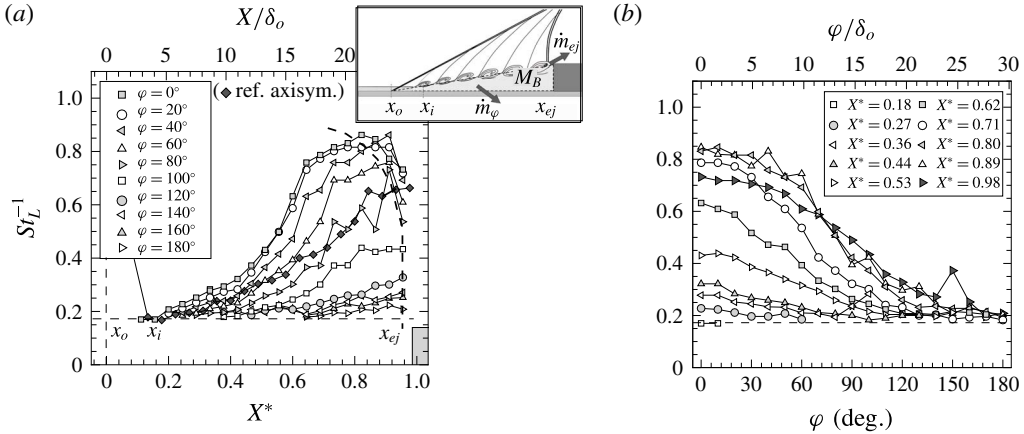 (a)
X/δo
0 5 10 15 20
φ = 0°
φ = 20°
φ = 40°
φ = 60°
φ = 80°
φ = 100°
φ = 120°
φ = 140°
φ = 160°
φ = 180°
( ◆ ref. axisym.)
ṁej
MB
xo xi ṁφ xej
St_L^−1
1.0
0.8
0.6
0.4
0.2
0
xo xi xej
0 0.2 0.4 0.6 0.8 1.0
X*
(b)
φ/δo
0 5 10 15 20 25 30
X* = 0.18 X* = 0.62
X* = 0.27 X* = 0.71
X* = 0.36 X* = 0.80
X* = 0.44 X* = 0.89
X* = 0.53 X* = 0.98
1.0
0.8
0.6
0.4
0.2
0
0 30 60 90 120 150 180
φ (deg.)